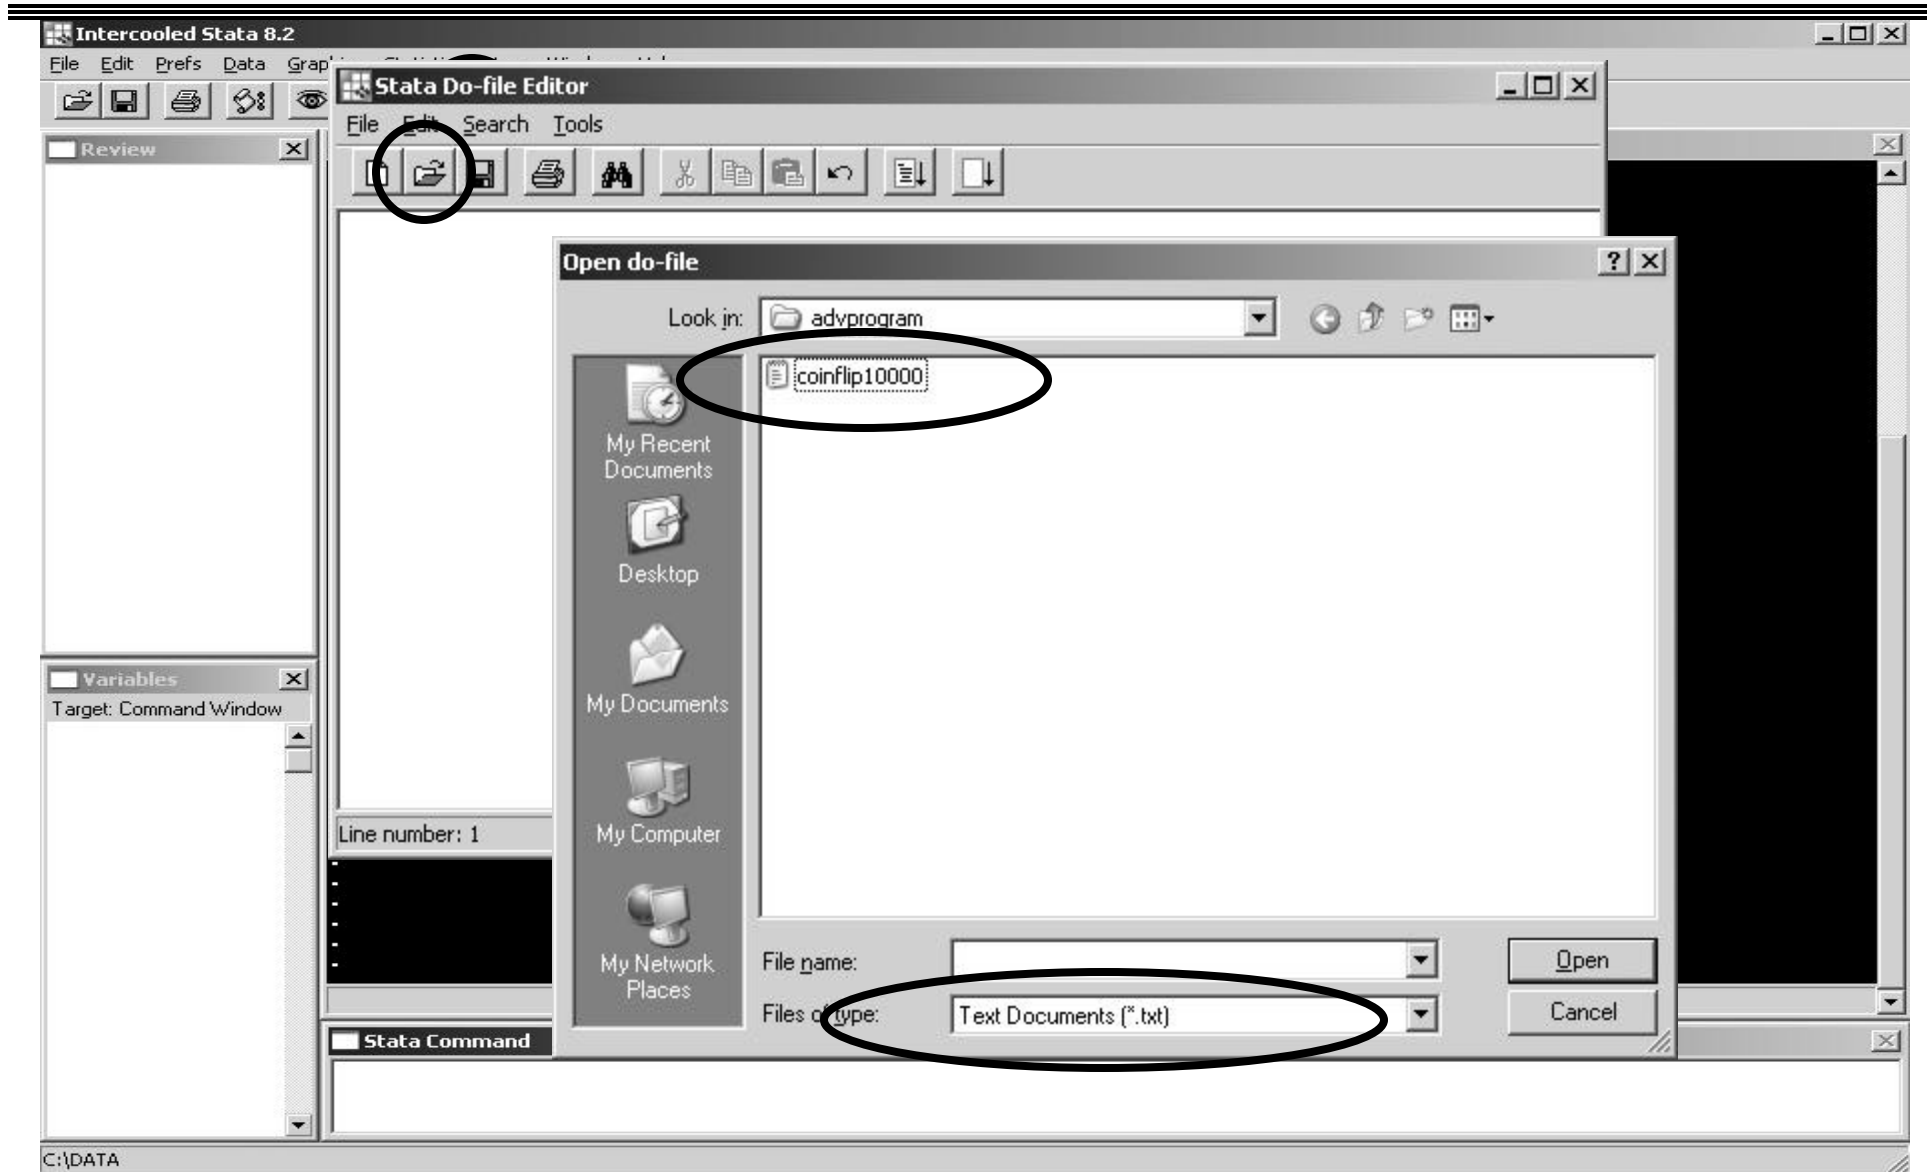 Intercooled Stata 8.2
File Edit Prefs Data
Stata Do-file Editor
File Edit Search Tools
Review
Open do-file
Look in: advprogram
coinflip10000
My Recent
Documents
Desktop
My Documents
My Computer
My Network
Places
Variables
Target: Command Window
Line number: 1
File name:
Open
Files of type: Text Documents (*.txt)
Cancel
Stata Command
C:\DATA